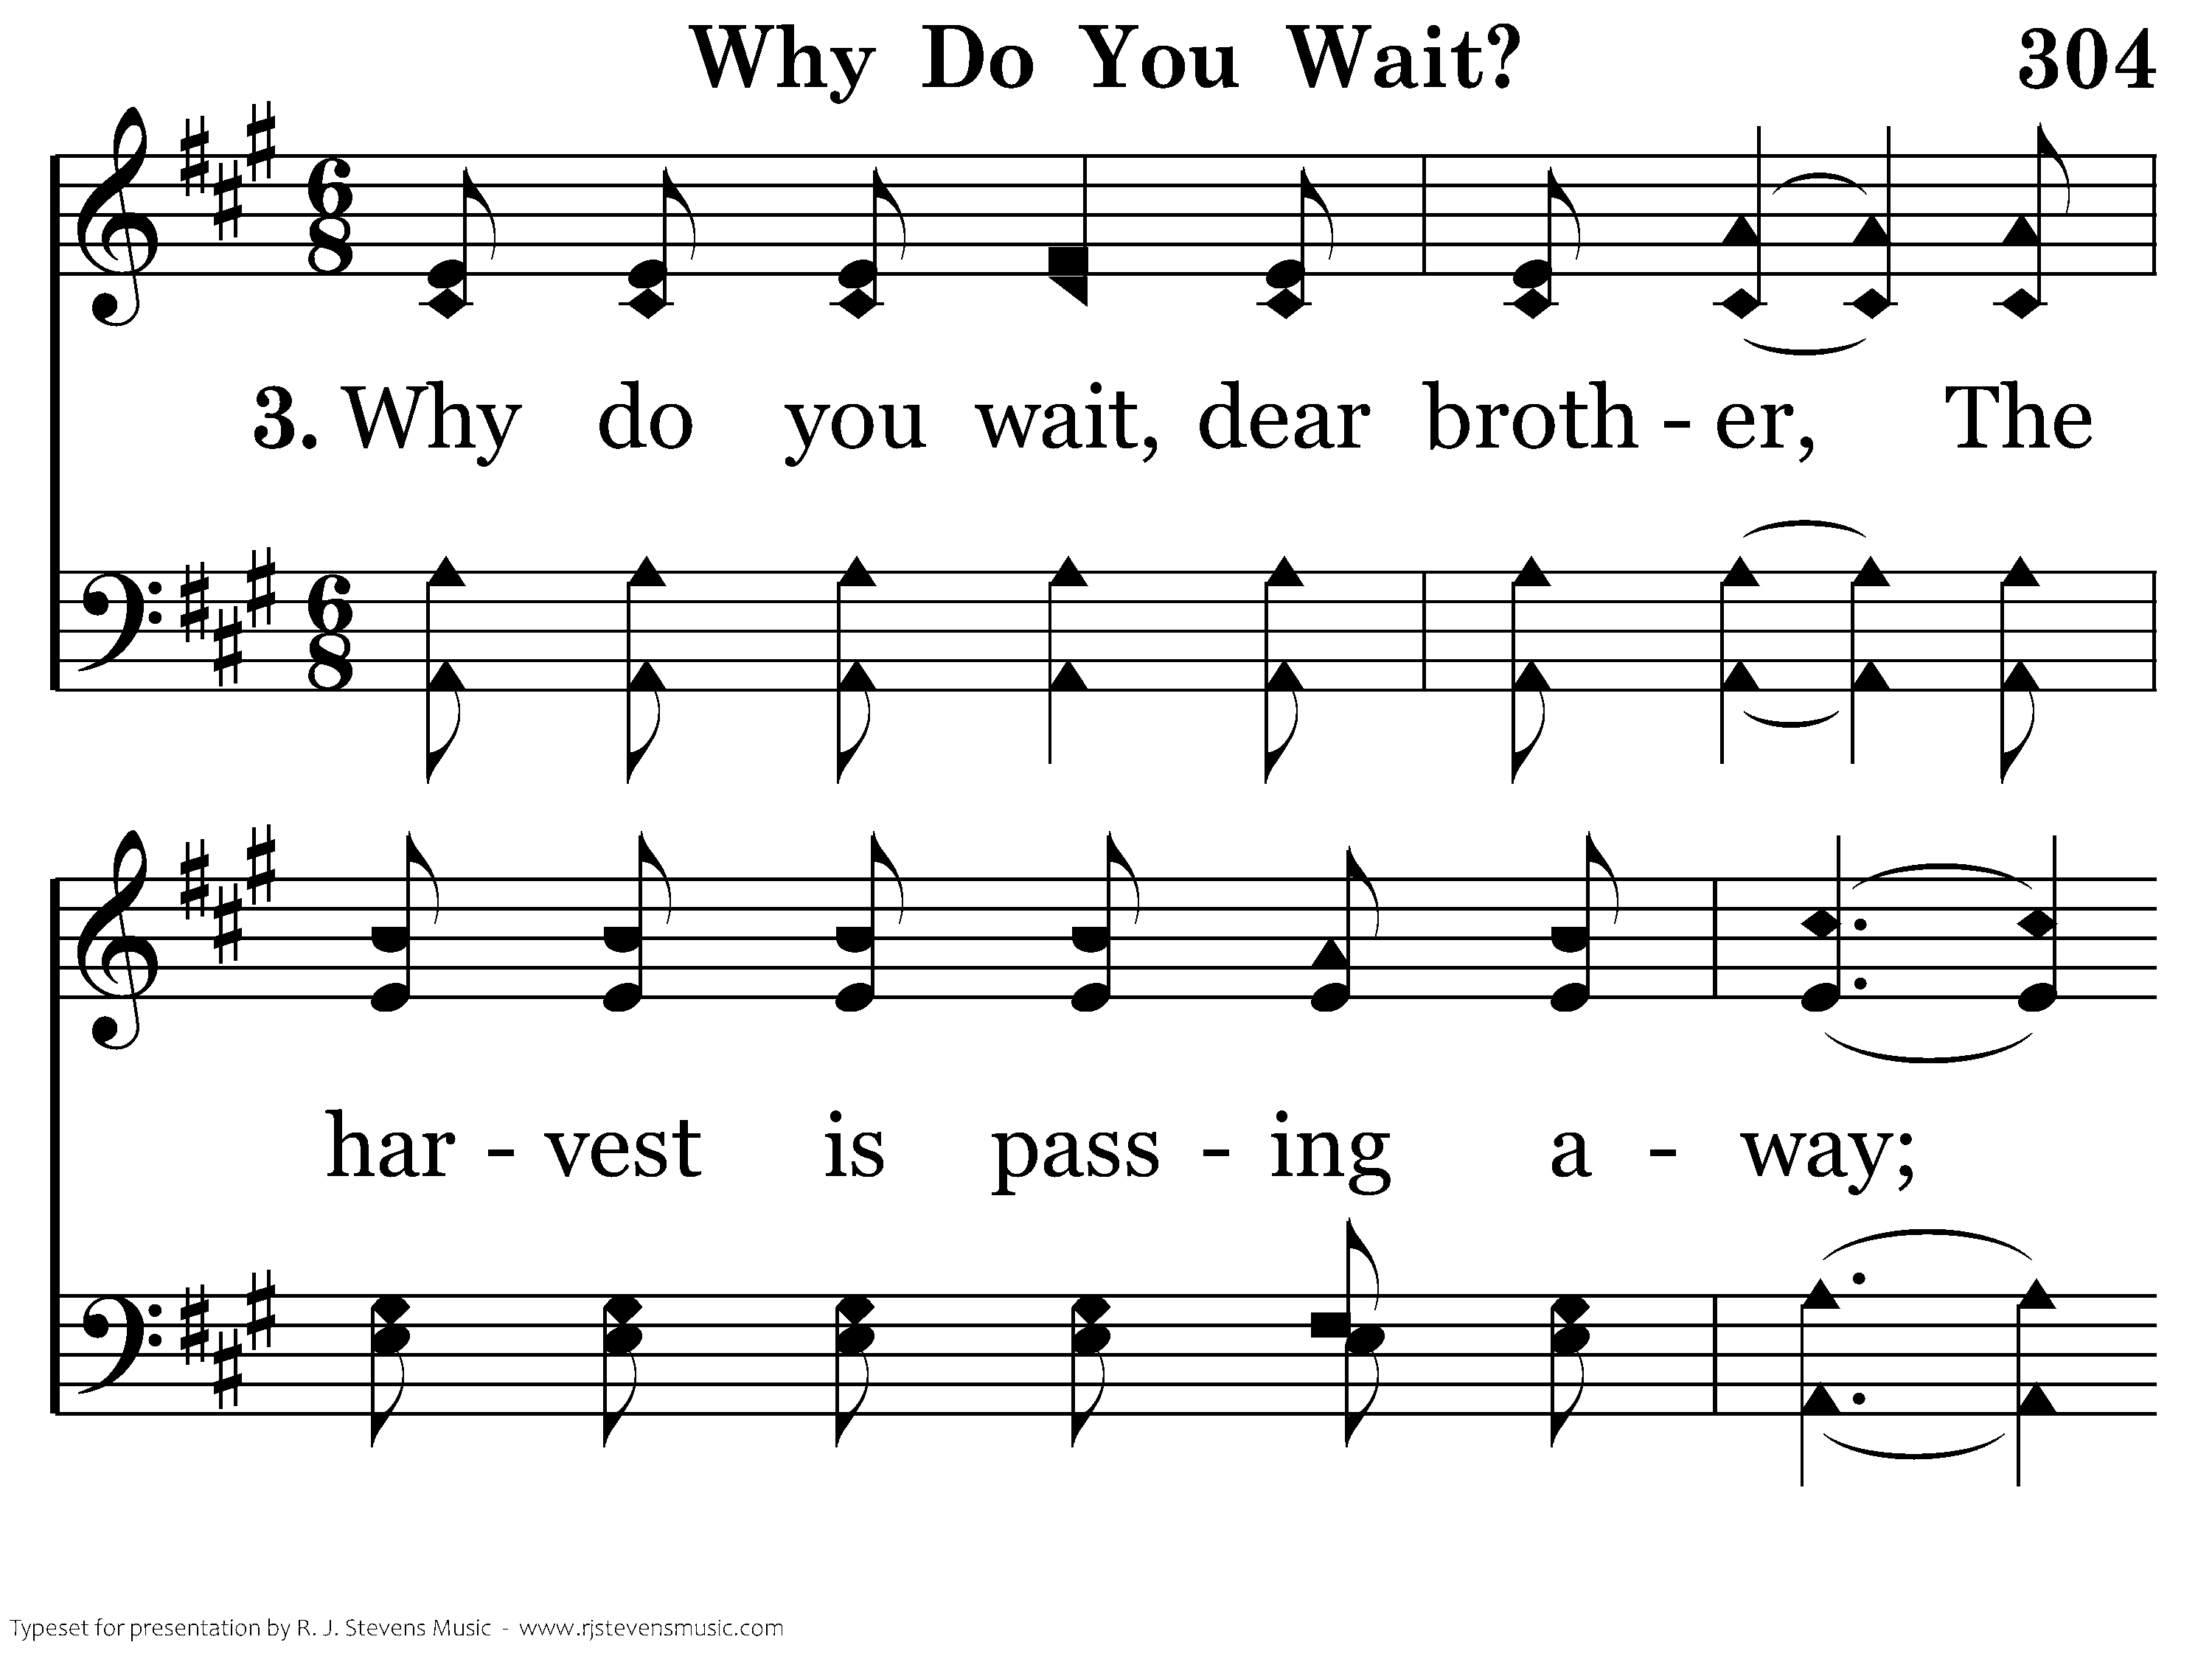 Why Do You Wait? 304
3. Why do you wait, dear broth - er, The
har - vest is pass - ing a - way;
Typeset for presentation by R. J. Stevens Music - www.rjstevensmusic.com